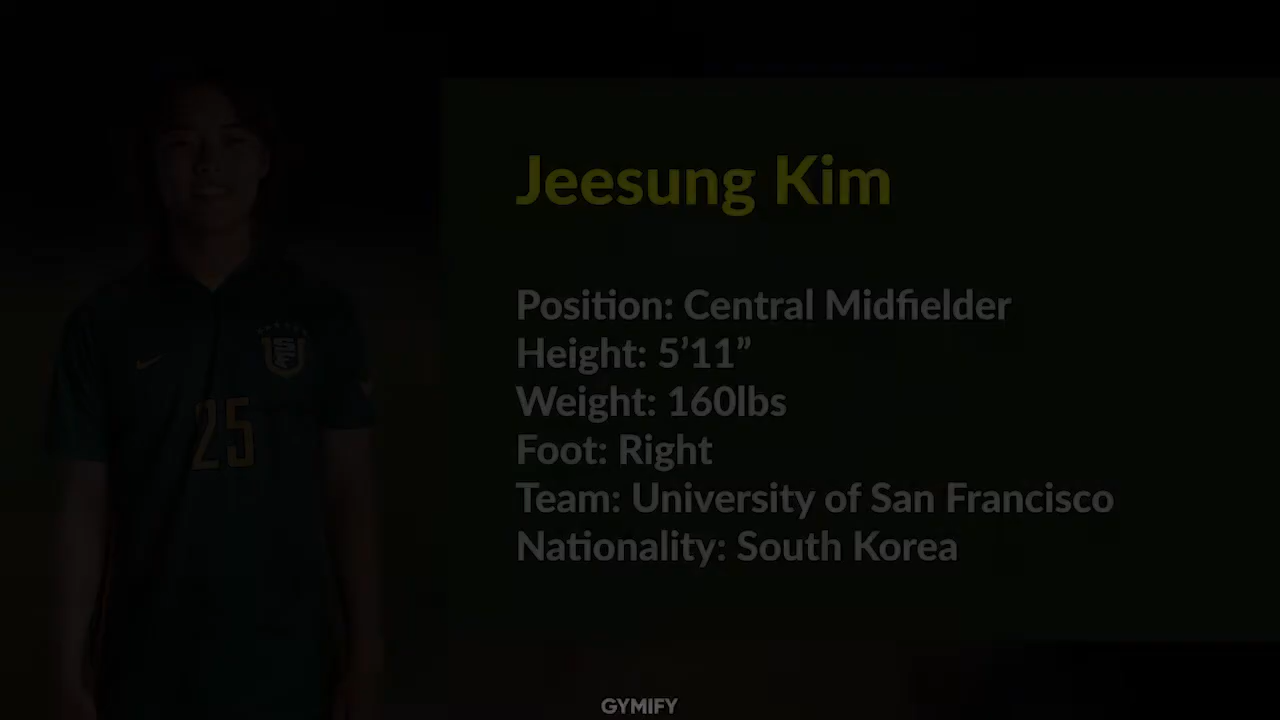 Jeesung Kim
Position: Central Midfielder
Height: 5’11”
Weight: 160lbs
Foot: Right
Team: University of San Francisco
Nationality: South Korea
SF
25
GYMIFY